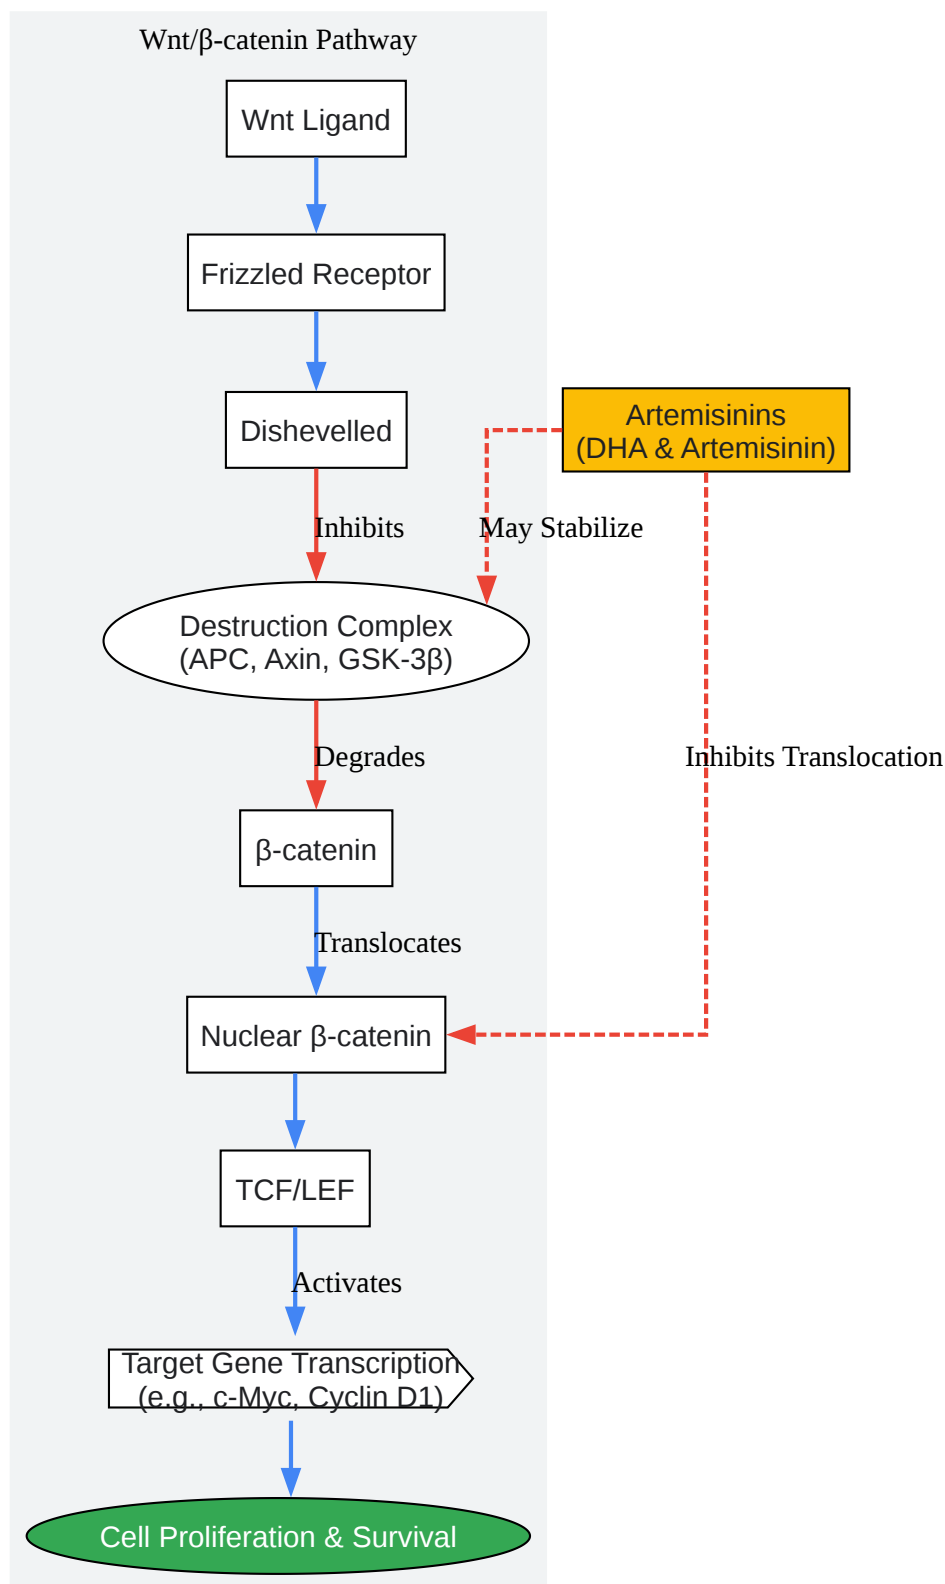 Wnt/β-catenin Pathway
Wnt Ligand
Frizzled Receptor
Dishevelled
Artemisinins
(DHA & Artemisinin)
Inhibits
May Stabilize
Destruction Complex
(APC, Axin, GSK-3β)
Degrades
Inhibits Translocation
β-catenin
Translocates
Nuclear β-catenin
TCF/LEF
Activates
Target Gene Transcription
(e.g., c-Myc, Cyclin D1)
Cell Proliferation & Survival